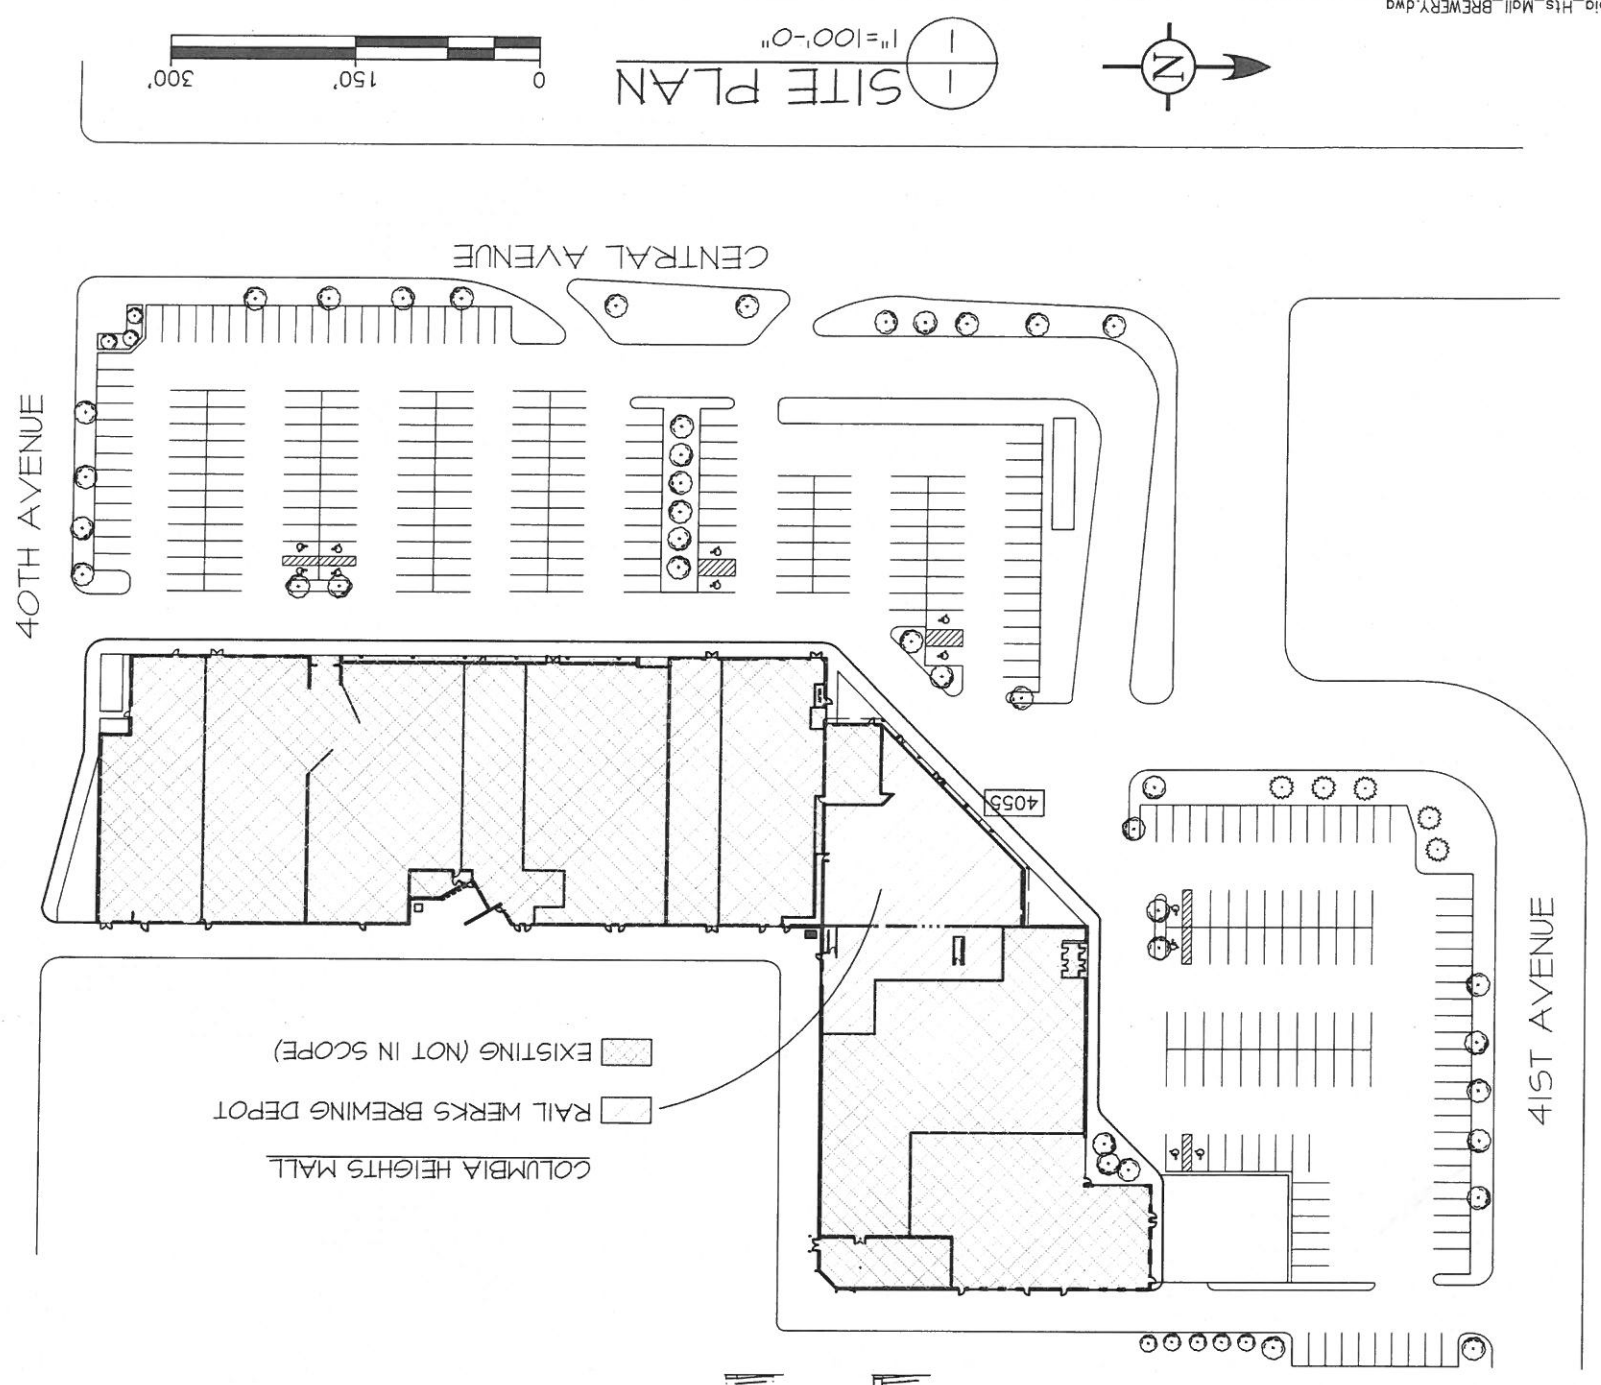 COLUMBIA HEIGHTS MALL
RAIL WERKS BREWING DEPOT
EXISTING (NOT IN SCOPE)
41ST AVENUE
4055
40TH AVENUE
CENTRAL AVENUE
N
SITE PLAN
1"=100'-0"
0
150'
300'
Hts_Mall_BREWERY.dwg